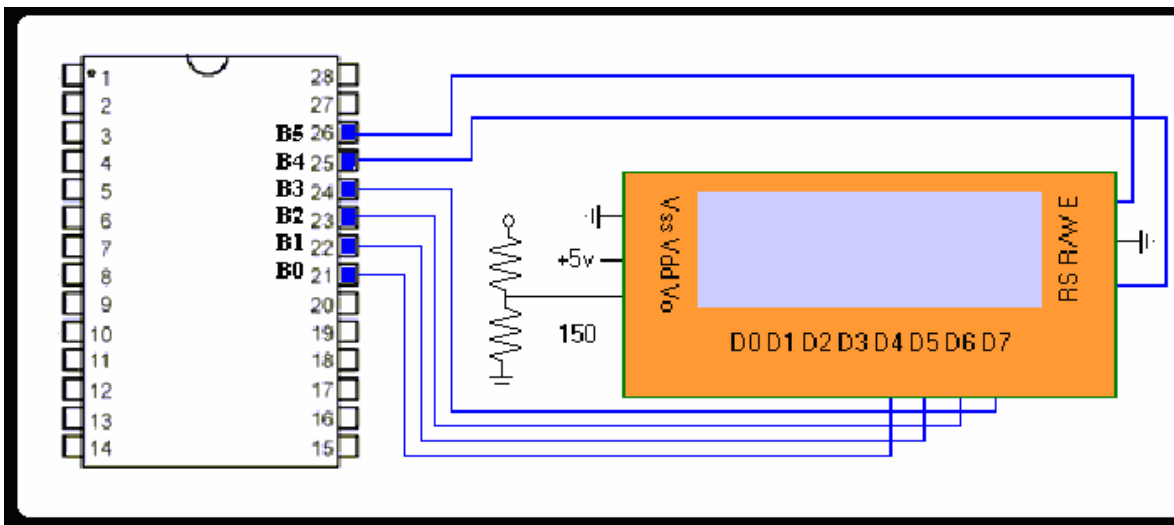 1 28
2 27
3 B5 26
4 B4 25
5 B3 24
6 B2 23
7 B1 22
8 B0 21
9 20
10 19
11 18
12 17
13 16
14 15
+5v
150
Vss Vdd Vo
RS R/W E
D0 D1 D2 D3 D4 D5 D6 D7